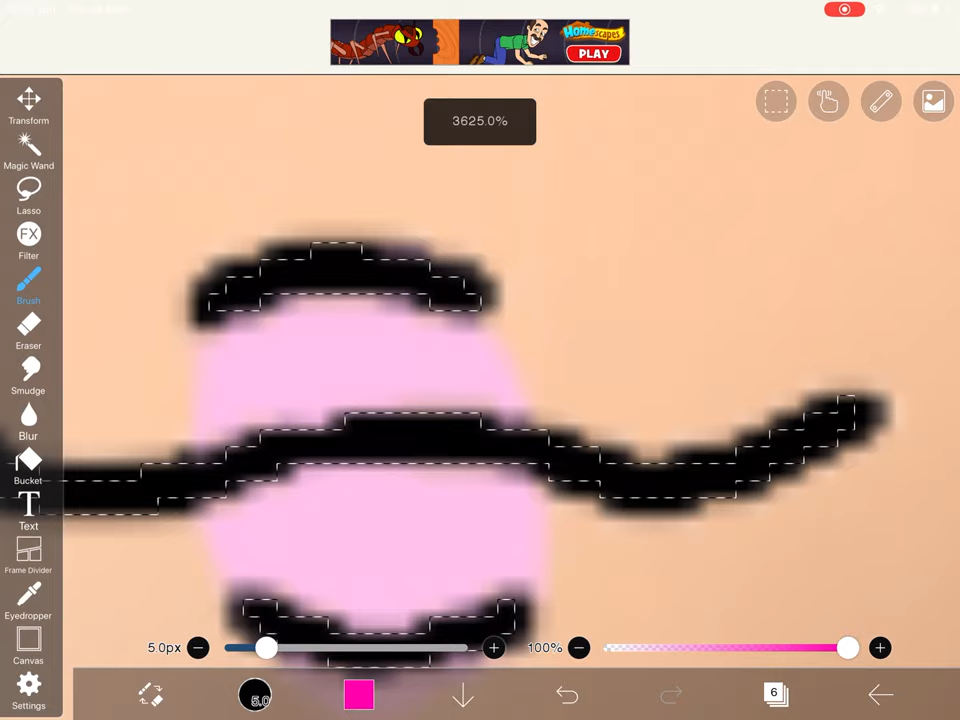 Homescapes
PLAY
3625.0%
Transform
Magic Wand
Lasso
FX
Filter
Brush
Eraser
Smudge
Blur
Bucket
T
Text
Frame Divider
Eyedropper
Canvas
Settings
5.0px
100%
5.0
6